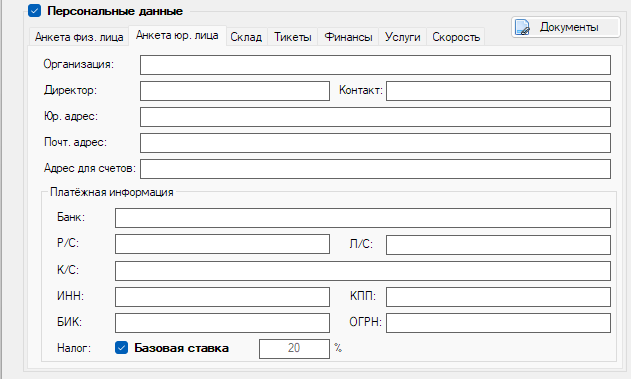 Персональные данные
Документы
Анкета физ. лица Анкета юр. лица Склад Тикеты Финансы Услуги Скорость
Организация:
Директор: Контакт:
Юр. адрес:
Почт. адрес:
Адрес для счетов:
Платёжная информация
Банк:
Р/С: Л/С:
К/С:
ИНН: КПП:
БИК: ОГРН:
Налог: Базовая ставка 20 %